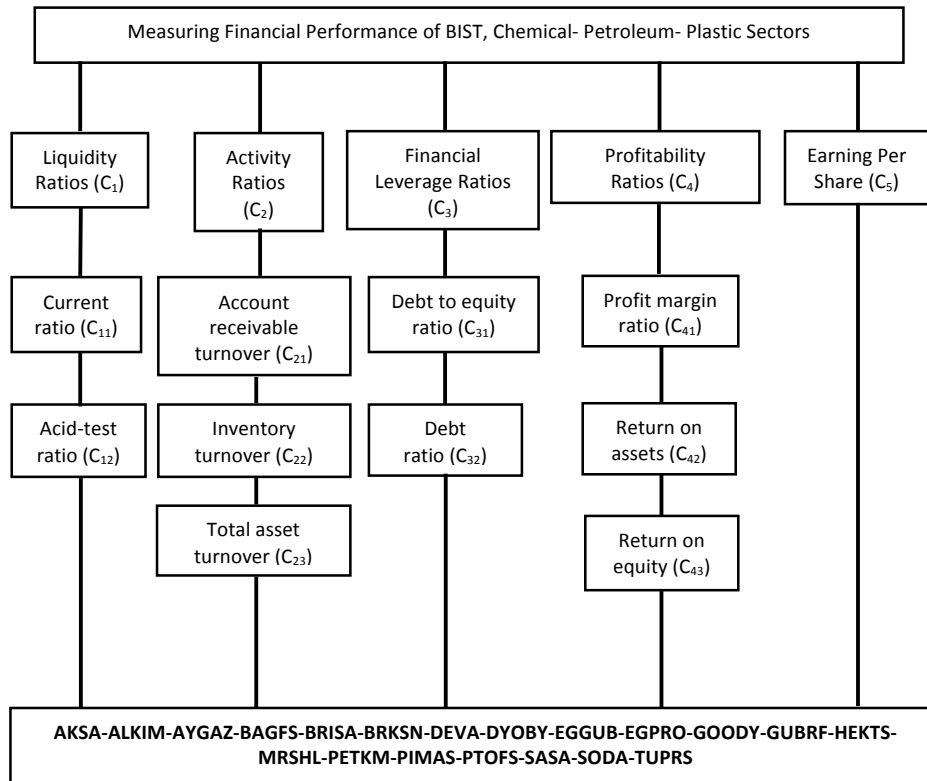 Measuring Financial Performance of BIST, Chemical- Petroleum- Plastic Sectors
Liquidity
Ratios (C₁)
Activity
Ratios
(C₂)
Financial
Leverage Ratios
(C₃)
Profitability
Ratios (C₄)
Earning Per
Share (C₅)
Current
ratio (C₁₁)
Account
receivable
turnover (C₂₁)
Debt to equity
ratio (C₃₁)
Profit margin
ratio (C₄₁)
Acid-test
ratio (C₁₂)
Inventory
turnover (C₂₂)
Debt
ratio (C₃₂)
Return on
assets (C₄₂)
Total asset
turnover (C₂₃)
Return on
equity (C₄₃)
AKSA-ALKIM-AYGAZ-BAGFS-BRISA-BRKSN-DEVA-DYOBY-EGGUB-EGPRO-GOODY-GUBRF-HEKTS-
MRSHL-PETKM-PIMAS-PTOFS-SASA-SODA-TUPRS